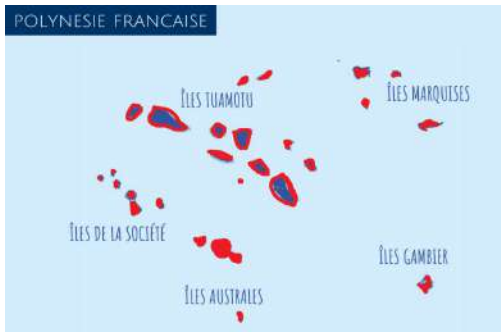 POLYNESIE FRANCAISE
ÎLES TUAMOTU
ÎLES MARQUISES
ÎLES DE LA SOCIÉTÉ
ÎLES GAMBIER
ÎLES AUSTRALES